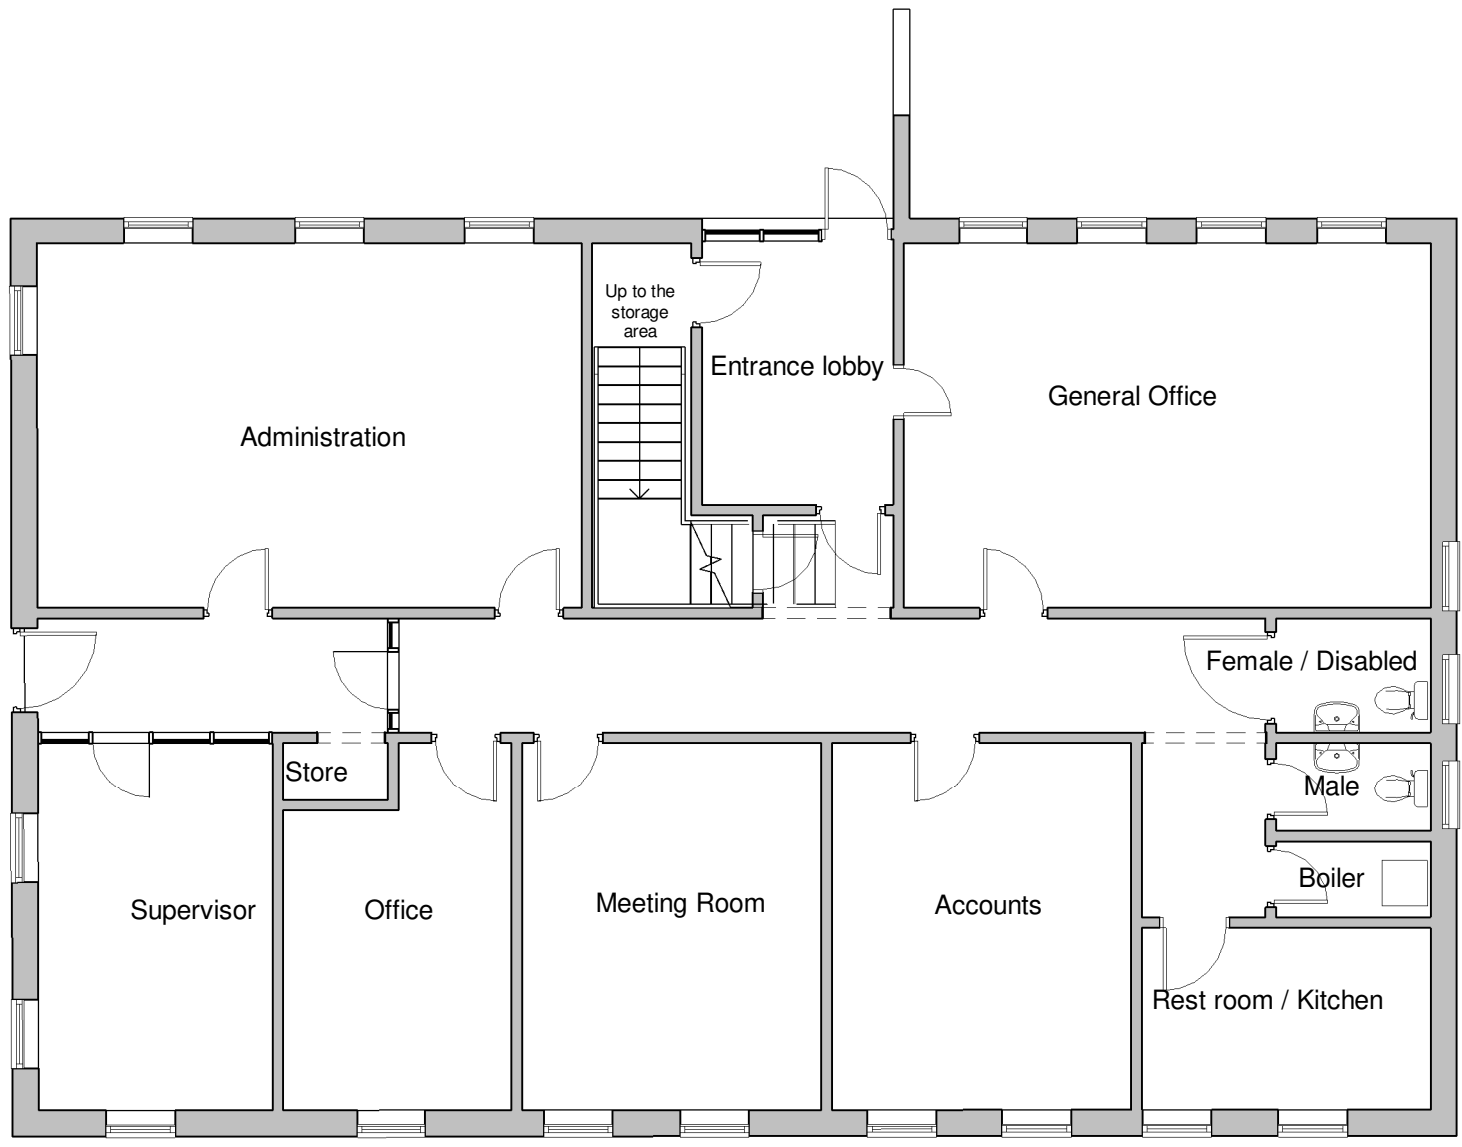 Up to the
storage
area
Entrance lobby
General Office
Administration
Female / Disabled
Store
Male
Boiler
Supervisor
Office
Meeting Room
Accounts
Rest room / Kitchen